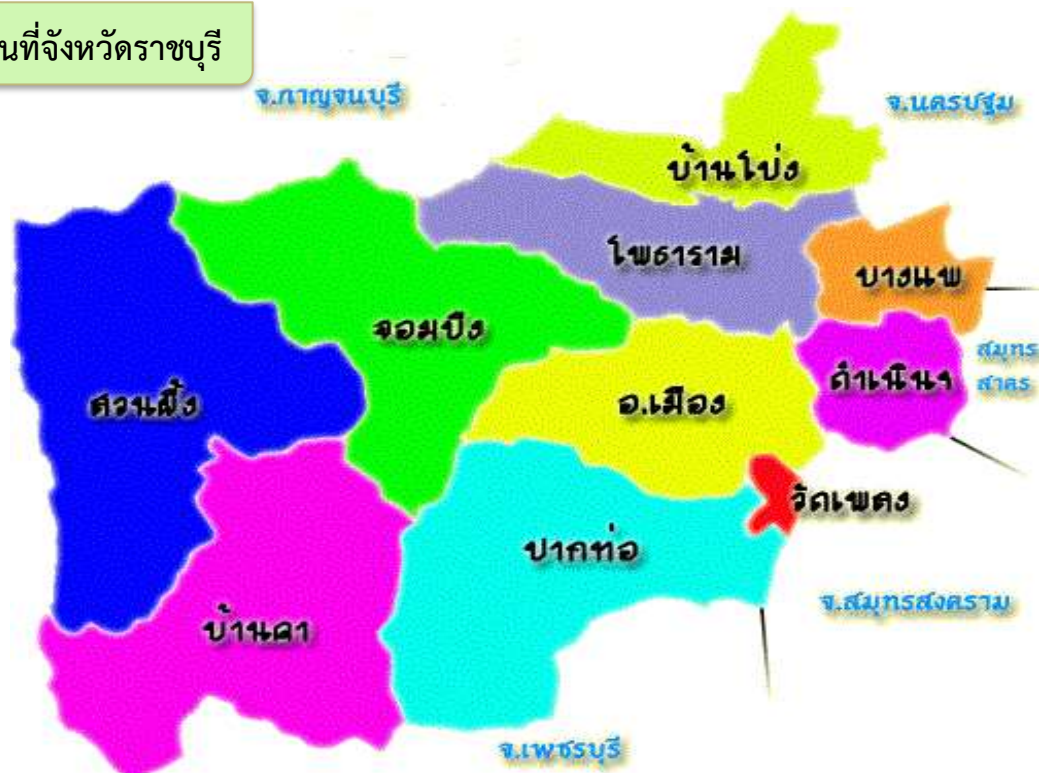 นที่จังหวัดราชบุรี
จ.กาญจนบุรี
จ.นครปฐม
บ้านโป่ง
โพธาราม
บางแพ
จอมบึง
สมุทร
สาคร
สวนผึ้ง
อ.เมือง
ดำเนินฯ
วัดเพลง
ปากท่อ
จ.สมุทรสงคราม
บ้านคา
จ.เพชรบุรี